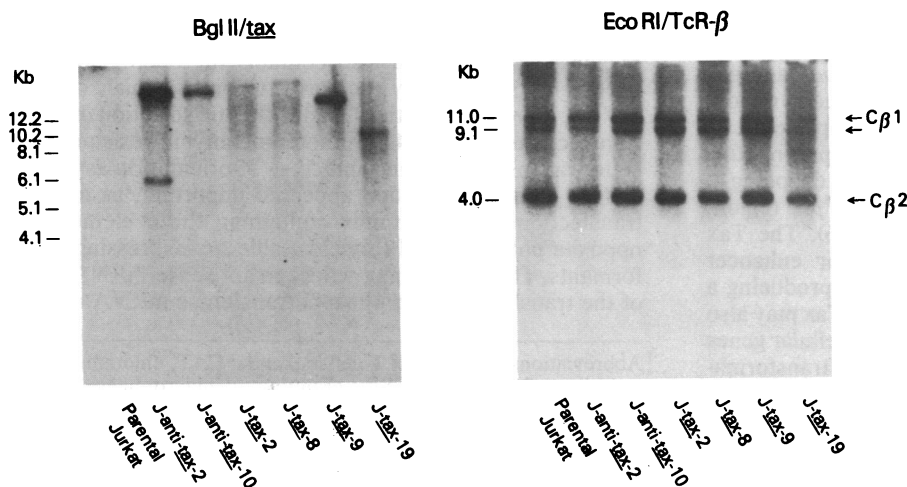 Bgl II/tax
Kb
12.2
10.2
8.1
6.1
5.1
4.1
Parental Jurkat
J-anti-tax-2
J-anti-tax-10
J-tax-2
J-tax-8
J-tax-9
J-tax-19
Eco RI/TcR-β
Kb
11.0
9.1
4.0
Cβ1
Cβ2
Parental Jurkat
J-anti-tax-2
J-anti-tax-10
J-tax-2
J-tax-8
J-tax-9
J-tax-19